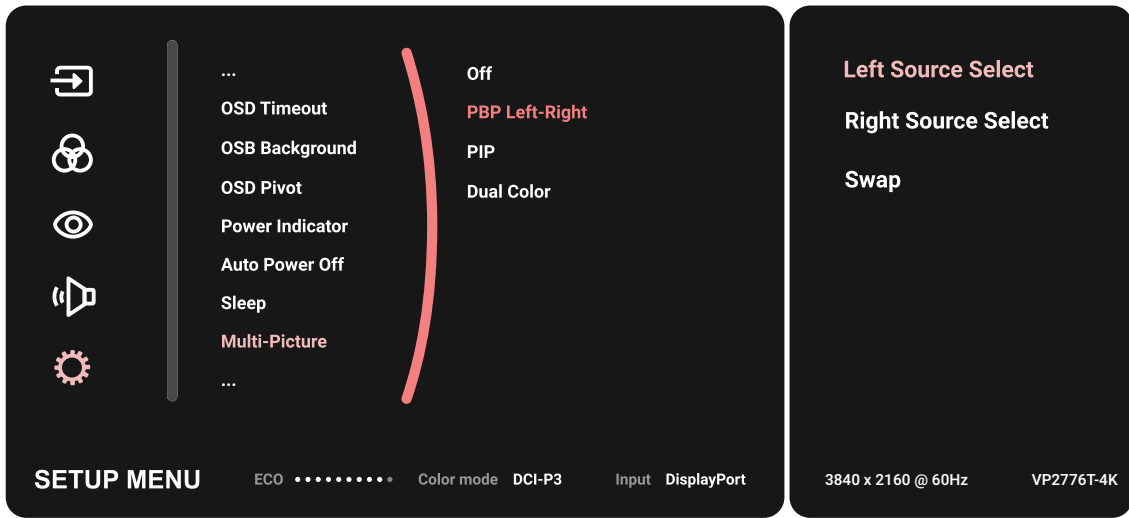 ...
OSD Timeout
OSB Background
OSD Pivot
Power Indicator
Auto Power Off
Sleep
Multi-Picture
...
Off
PBP Left-Right
PIP
Dual Color
Left Source Select
Right Source Select
Swap
SETUP MENU ECO Color mode DCI-P3 Input DisplayPort 3840 x 2160 @ 60Hz VP2776T-4K